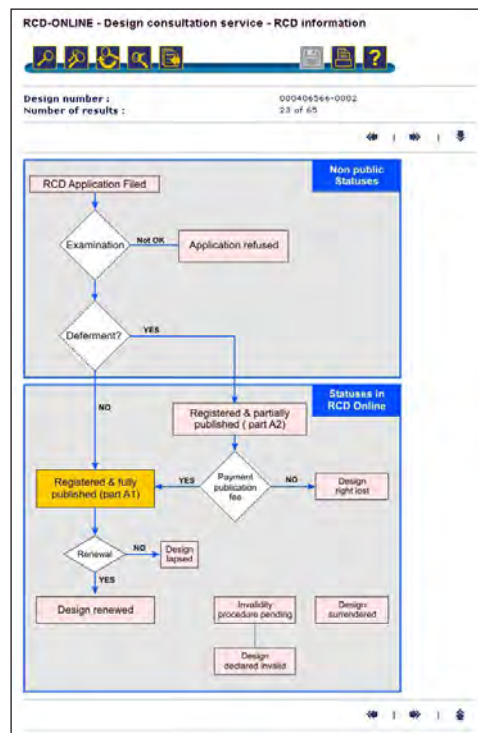 RCD-ONLINE - Design consultation service - RCD information
?
Design number :
000406566-0002
Number of results :
23 of 65
| |
Non public
Statuses
RCD Application Filed
Examination
Not OK
Application refused
Deferment?
YES
NO
Statuses in
RCD Online
Registered & partially
published ( part A2)
Registered & fully
published (part A1)
YES
Payment
publication
fee
NO
Design
right lost
Renewal
NO
Design
lapsed
YES
Design renewed
Invalidity
procedure pending
Design
surrendered
Design
declared invalid
| |